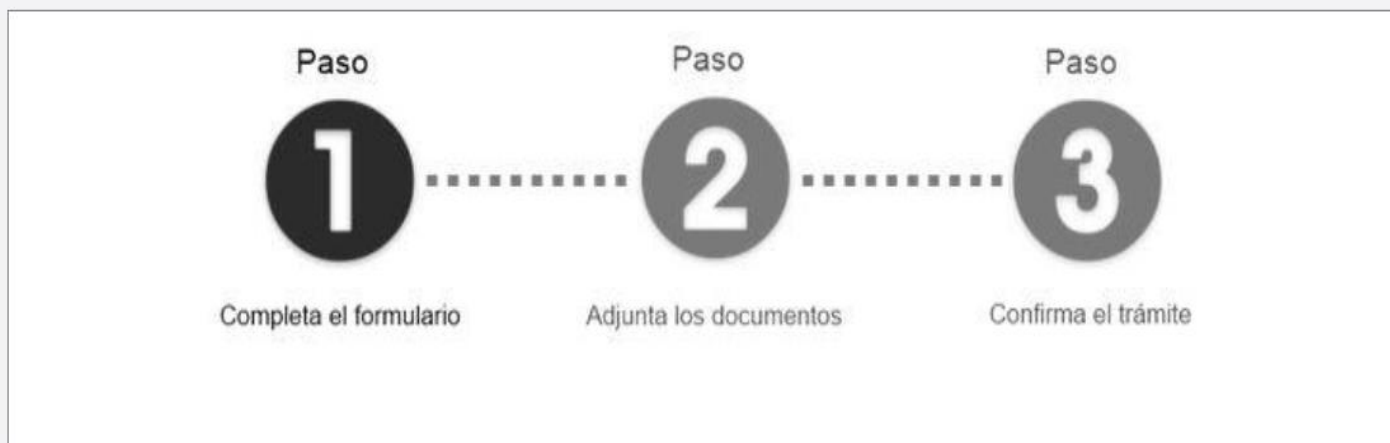 Paso
Paso
Paso
1
2
3
Completa el formulario
Adjunta los documentos
Confirma el trámite